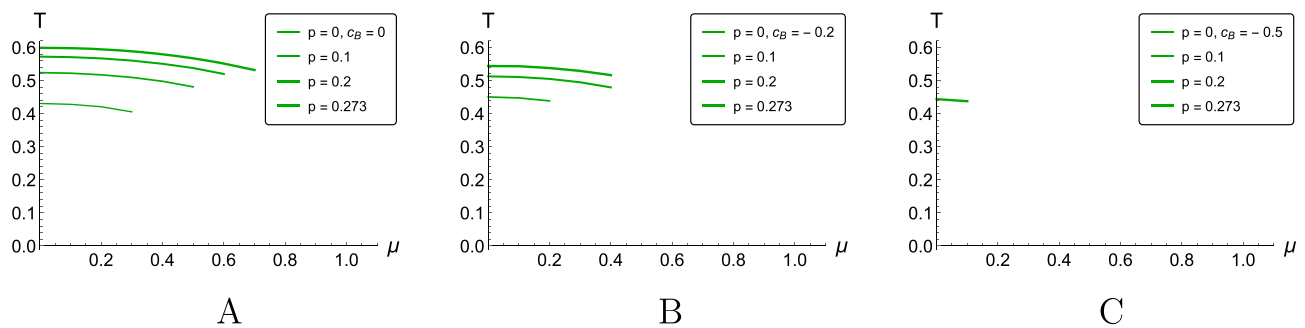 T
p = 0, c_B = 0
p = 0.1
p = 0.2
p = 0.273
0.6
0.5
0.4
0.3
0.2
0.1
0.0
0.2 0.4 0.6 0.8 1.0
μ
A
T
p = 0, c_B = − 0.2
p = 0.1
p = 0.2
p = 0.273
0.6
0.5
0.4
0.3
0.2
0.1
0.0
0.2 0.4 0.6 0.8 1.0
μ
B
T
p = 0, c_B = − 0.5
p = 0.1
p = 0.2
p = 0.273
0.6
0.5
0.4
0.3
0.2
0.1
0.0
0.2 0.4 0.6 0.8 1.0
μ
C